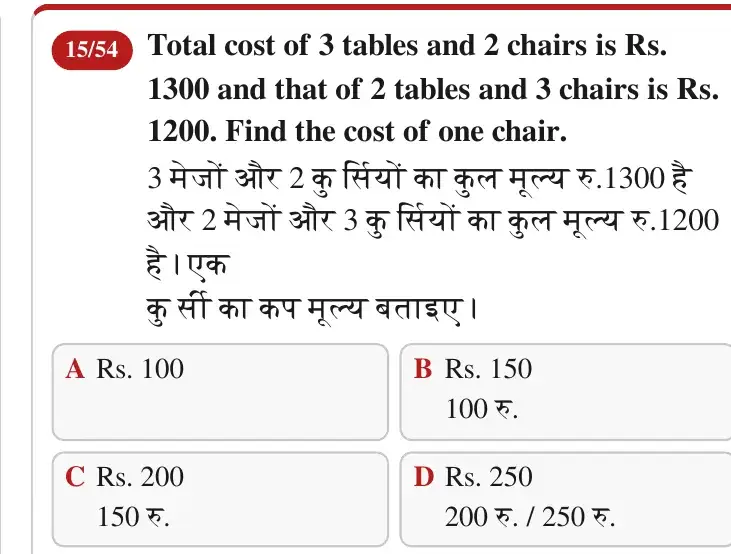 15/54 Total cost of 3 tables and 2 chairs is Rs.
1300 and that of 2 tables and 3 chairs is Rs.
1200. Find the cost of one chair.
3 मेजों और 2 कु र्सियों का कुल मूल्य रु.1300 है
और 2 मेजों और 3 कु र्सियों का कुल मूल्य रु.1200
है। एक
कु र्सी का कप मूल्य बताइए।
A Rs. 100
B Rs. 150
100 रु.
C Rs. 200
150 रु.
D Rs. 250
200 रु. / 250 रु.